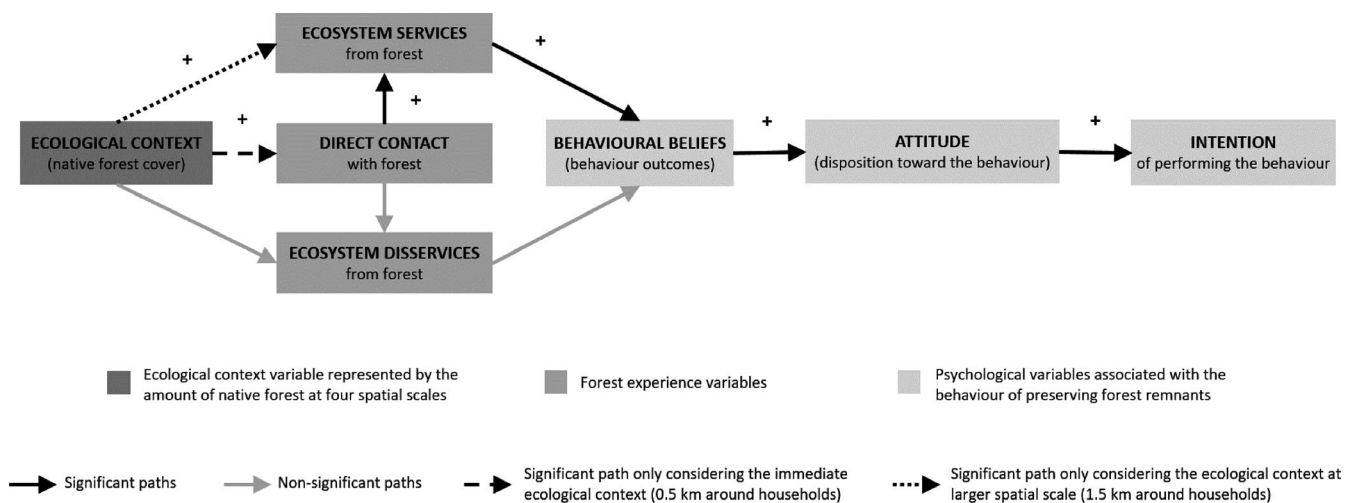 ECOSYSTEM SERVICES
from forest
+
+
+
+
ECOLOGICAL CONTEXT
(native forest cover)
DIRECT CONTACT
with forest
BEHAVIOURAL BELIEFS
(behaviour outcomes)
+
ATTITUDE
(disposition toward the behaviour)
+
INTENTION
of performing the behaviour
ECOSYSTEM DISSERVICES
from forest
Ecological context variable represented by the
amount of native forest at four spatial scales
Forest experience variables
Psychological variables associated with the
behaviour of preserving forest remnants
Significant paths
Non-significant paths
Significant path only considering the immediate
ecological context (0.5 km around households)
Significant path only considering the ecological context at
larger spatial scale (1.5 km around households)